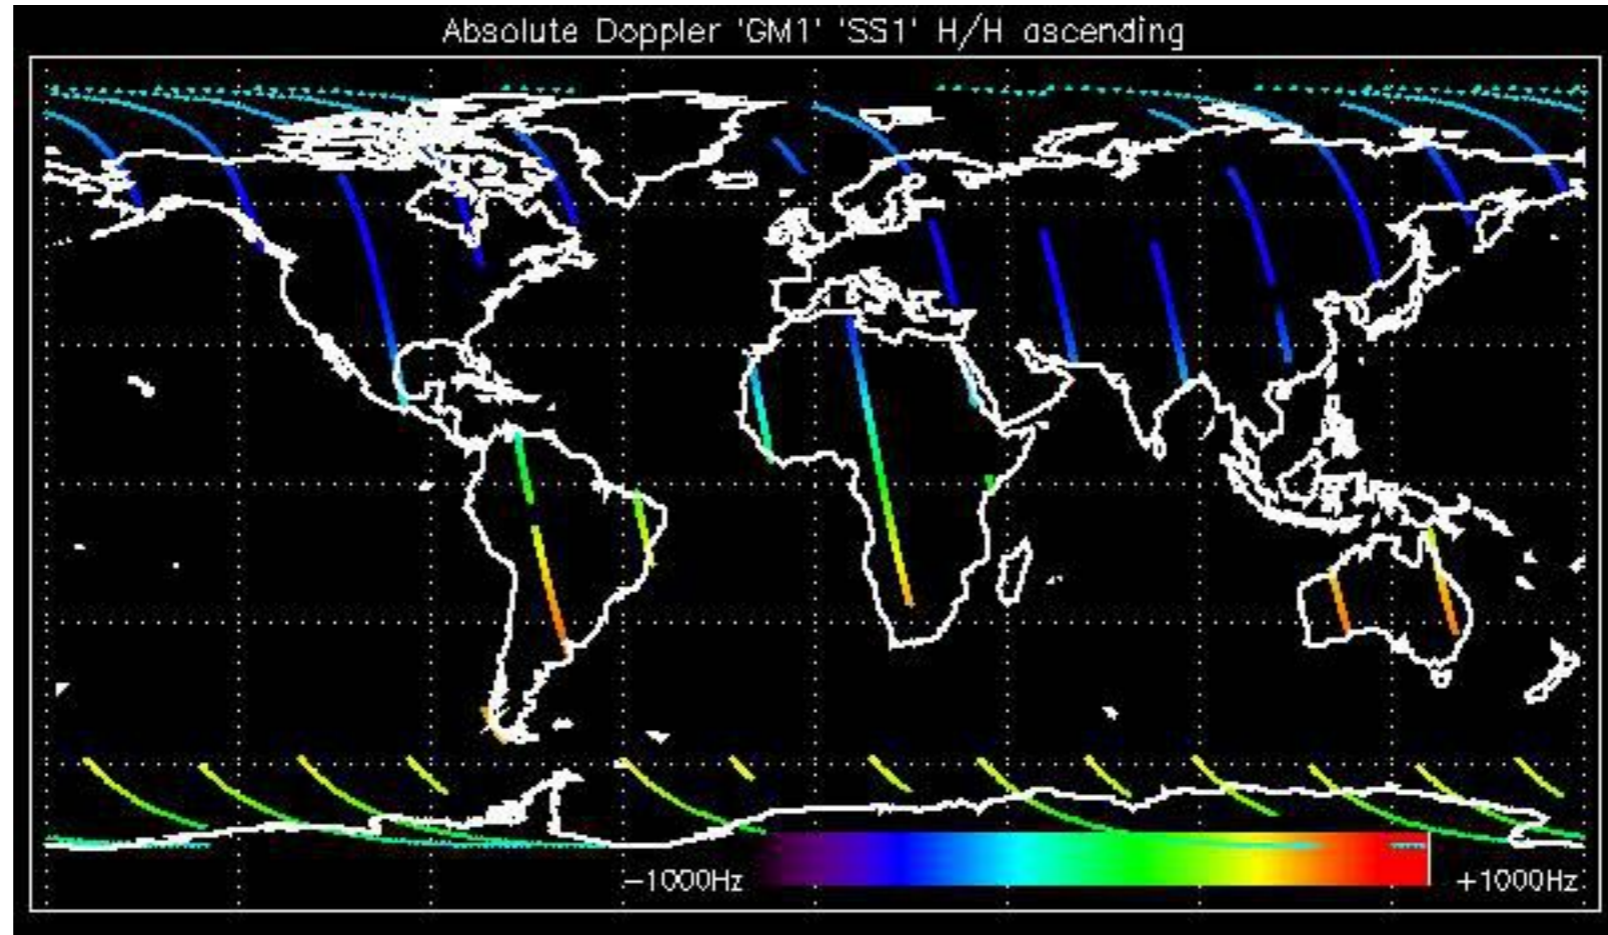 Absolute Doppler 'GM1' 'SS1' H/H ascending
−1000Hz +1000Hz